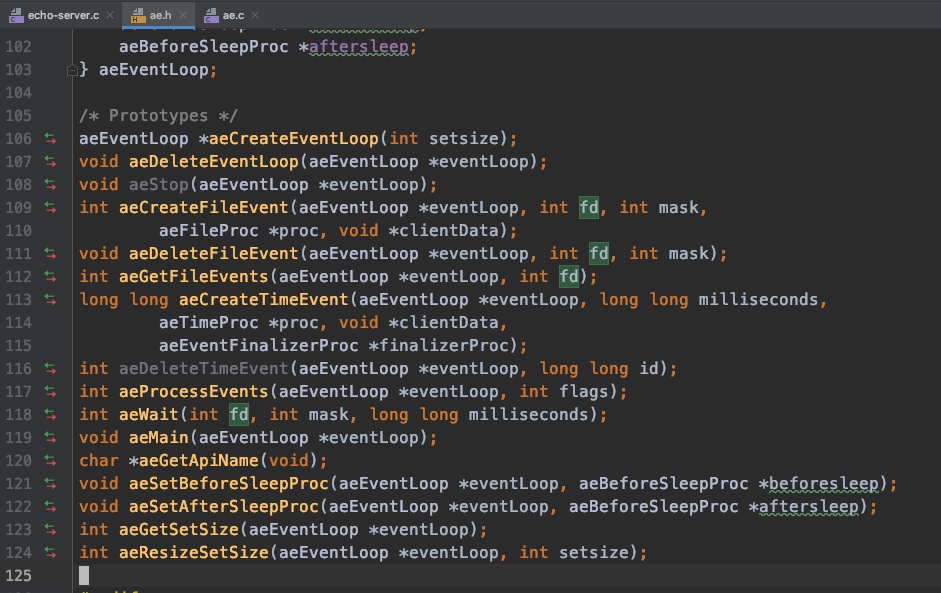 echo-server.c ae.h ae.c
102 aeBeforeSleepProc *aftersleep;
103 } aeEventLoop;
104
105 /* Prototypes */
106 aeEventLoop *aeCreateEventLoop(int setsize);
107 void aeDeleteEventLoop(aeEventLoop *eventLoop);
108 void aeStop(aeEventLoop *eventLoop);
109 int aeCreateFileEvent(aeEventLoop *eventLoop, int fd, int mask,
110 aeFileProc *proc, void *clientData);
111 void aeDeleteFileEvent(aeEventLoop *eventLoop, int fd, int mask);
112 int aeGetFileEvents(aeEventLoop *eventLoop, int fd);
113 long long aeCreateTimeEvent(aeEventLoop *eventLoop, long long milliseconds,
114 aeTimeProc *proc, void *clientData,
115 aeEventFinalizerProc *finalizerProc);
116 int aeDeleteTimeEvent(aeEventLoop *eventLoop, long long id);
117 int aeProcessEvents(aeEventLoop *eventLoop, int flags);
118 int aeWait(int fd, int mask, long long milliseconds);
119 void aeMain(aeEventLoop *eventLoop);
120 char *aeGetApiName(void);
121 void aeSetBeforeSleepProc(aeEventLoop *eventLoop, aeBeforeSleepProc *beforesleep);
122 void aeSetAfterSleepProc(aeEventLoop *eventLoop, aeBeforeSleepProc *aftersleep);
123 int aeGetSetSize(aeEventLoop *eventLoop);
124 int aeResizeSetSize(aeEventLoop *eventLoop, int setsize);
125